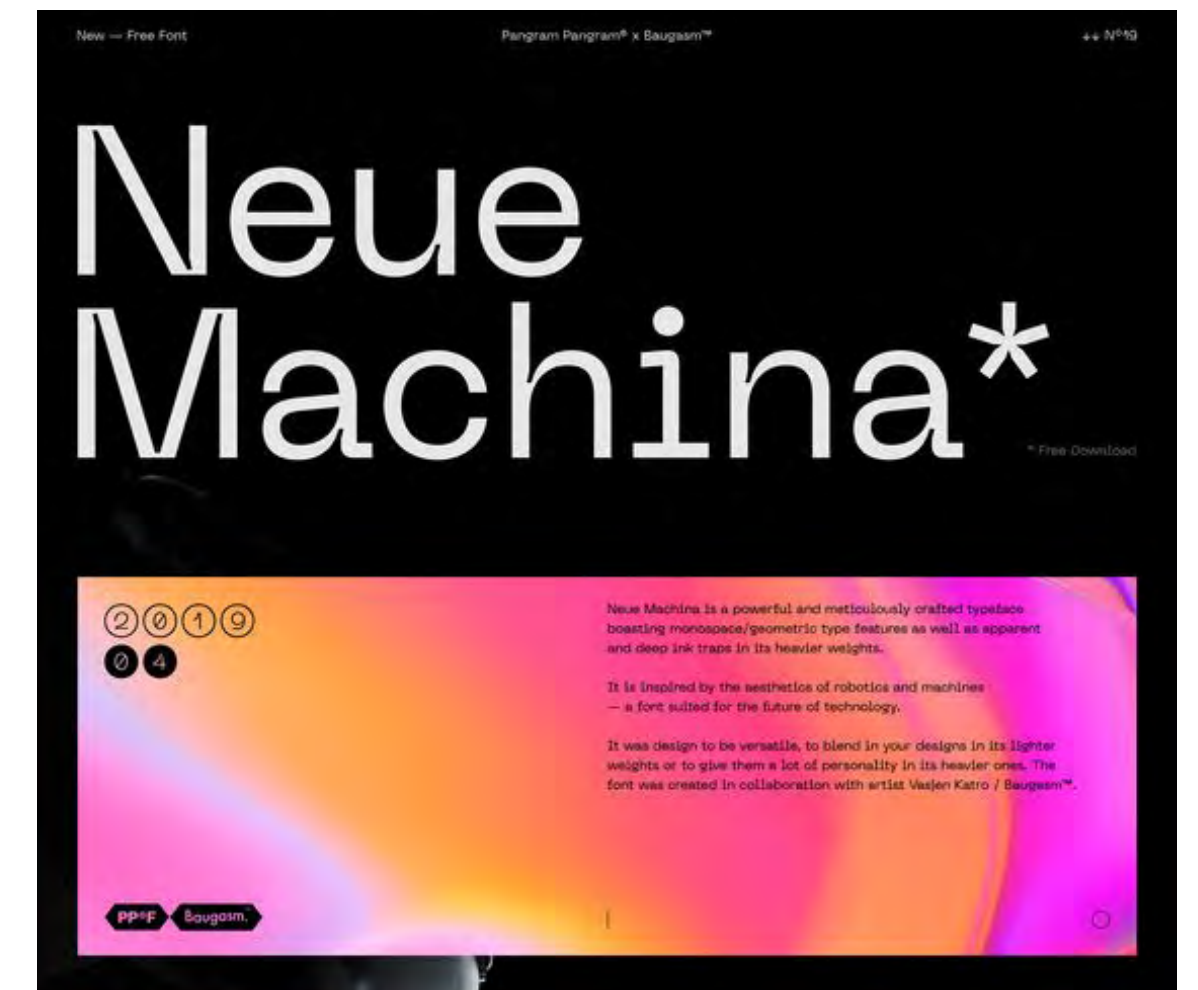 New — Free Font
Pangram Pangram® x Baugasm™
↓↓ Nº19
Neue
Machina*
* Free Download
2019
04
Neue Machina is a powerful and meticulously crafted typeface
boasting monospace/geometric type features as well as apparent
and deep ink traps in its heavier weights.
It is inspired by the aesthetics of robotics and machines
— a font suited for the future of technology.
It was design to be versatile, to blend in your designs in its lighter
weights or to give them a lot of personality in its heavier ones. The
font was created in collaboration with artist Vasjen Katro / Baugasm™.
PP®F Baugasm.™